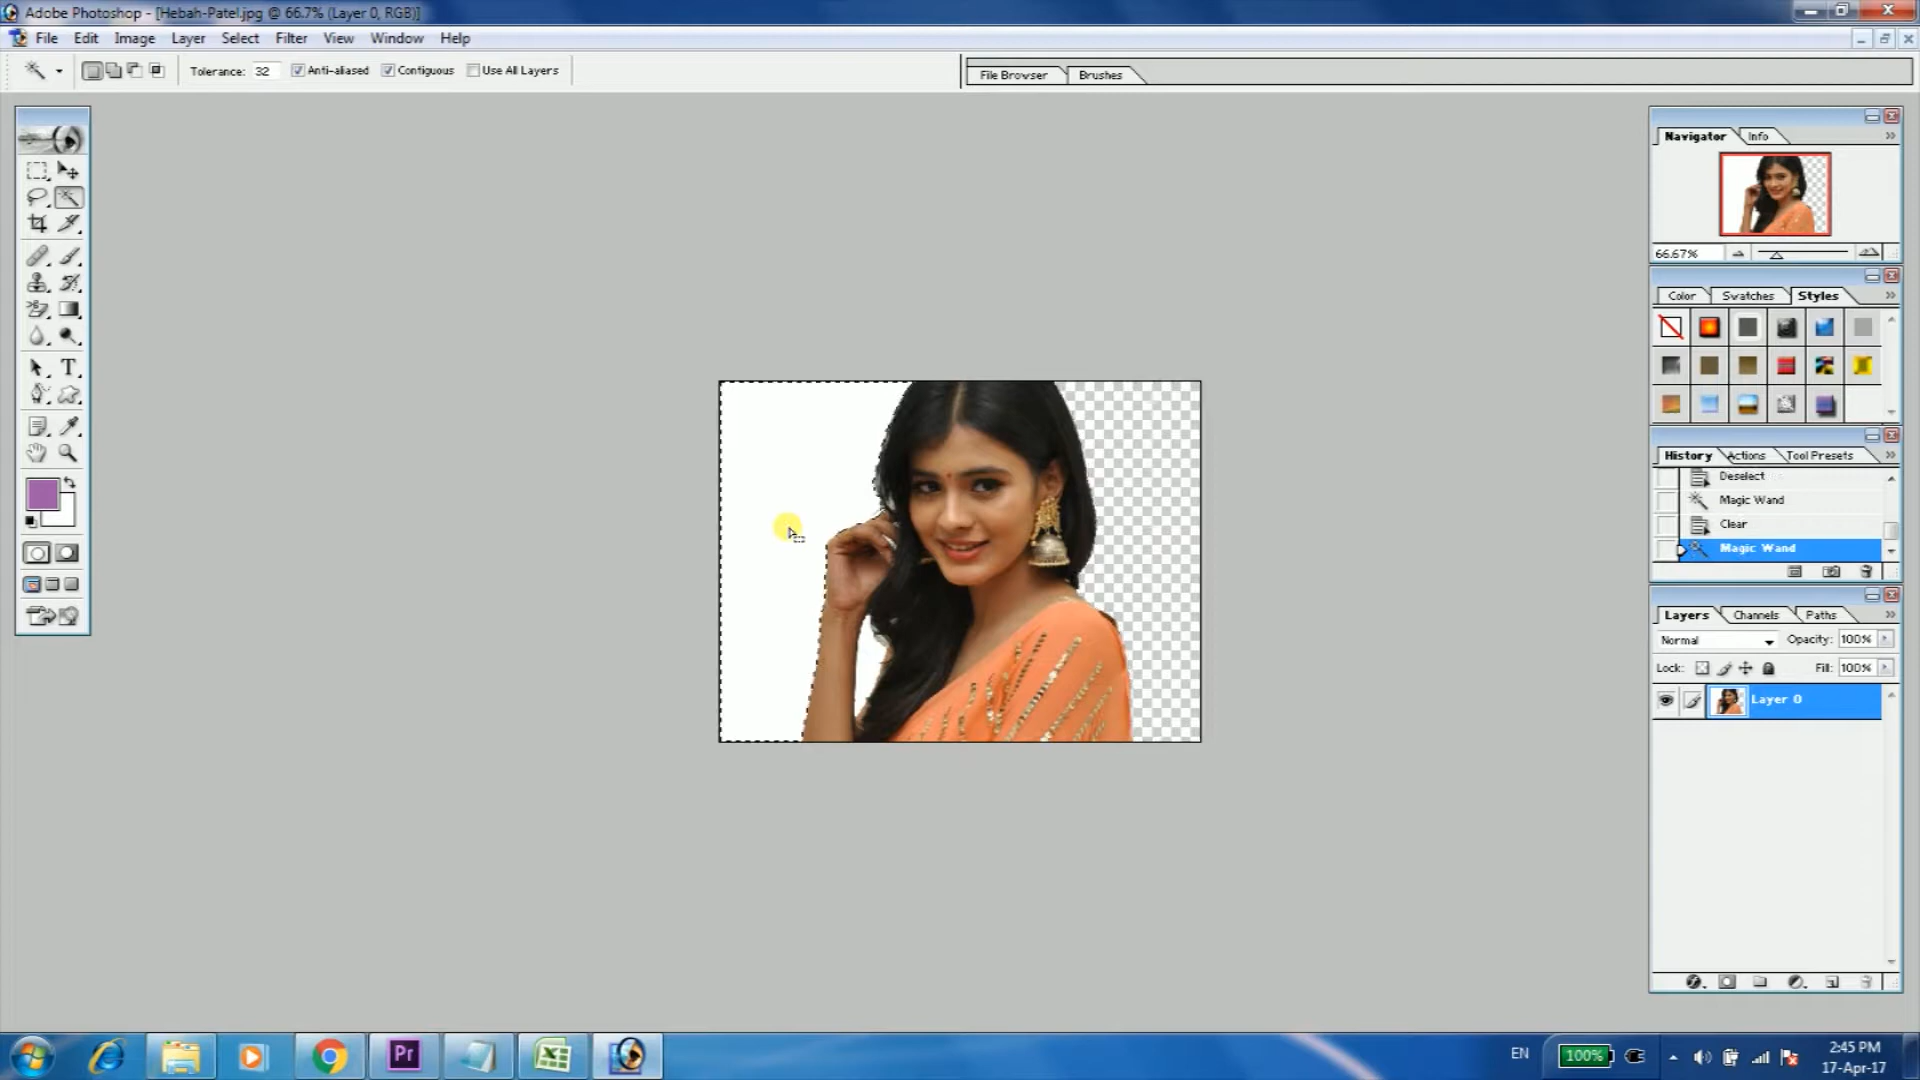 Adobe Photoshop - [Hebah-Patel.jpg @ 66.7% (Layer 0, RGB)]
File Edit Image Layer Select Filter View Window Help
Tolerance: 32 Anti-aliased Contiguous Use All Layers
File Browser Brushes
Navigator Info
66.67%
Color Swatches Styles
History Actions Tool Presets
Deselect
Magic Wand
Clear
Magic Wand
Layers Channels Paths
Normal Opacity: 100%
Lock: Fill: 100%
Layer 0
T
Pr
EN 100% 2:45 PM
17-Apr-17